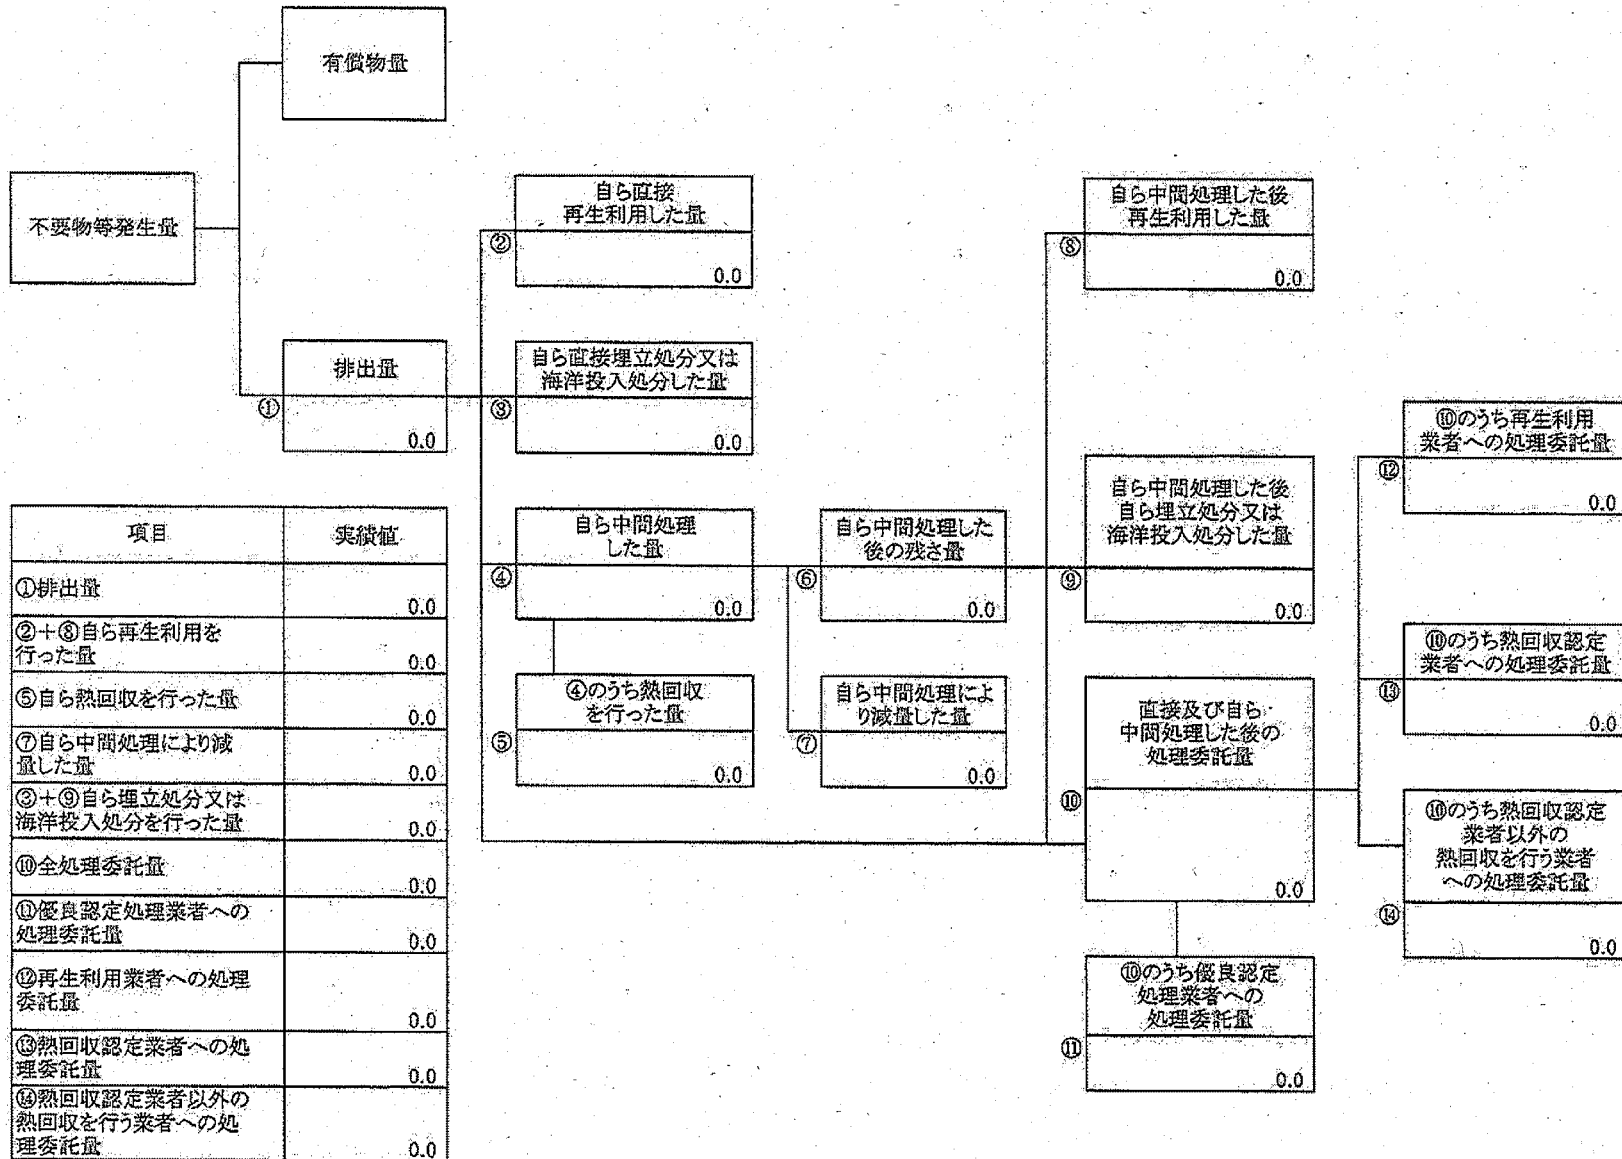 有償物量
不要物等発生量
排出量
①
0.0
自ら直接
再生利用した量
②
0.0
自ら直接埋立処分又は
海洋投入処分した量
③
0.0
自ら中間処理
した量
④
0.0
④のうち熱回収
を行った量
⑤
0.0
自ら中間処理した
後の残さ量
⑥
0.0
自ら中間処理によ
り減量した量
⑦
0.0
自ら中間処理した後
再生利用した量
⑧
0.0
自ら中間処理した後
自ら埋立処分又は
海洋投入処分した量
⑨
0.0
直接及び自ら
中間処理した後の
処理委託量
⑩
0.0
⑩のうち優良認定
処理業者への
処理委託量
⑪
0.0
⑩のうち再生利用
業者への処理委託量
⑫
0.0
⑩のうち熱回収認定
業者への処理委託量
⑬
0.0
⑩のうち熱回収認定
業者以外の
熱回収を行う業者
への処理委託量
⑭
0.0
項目 実績値
①排出量
0.0
②+⑧自ら再生利用を
行った量 0.0
⑤自ら熱回収を行った量
0.0
⑦自ら中間処理により減
量した量 0.0
③+⑨自ら埋立処分又は
海洋投入処分を行った量 0.0
⑩全処理委託量
0.0
⑪優良認定処理業者への
処理委託量 0.0
⑫再生利用業者への処理
委託量
0.0
⑬熱回収認定業者への処
理委託量 0.0
⑭熱回収認定業者以外の
熱回収を行う業者への処
理委託量 0.0